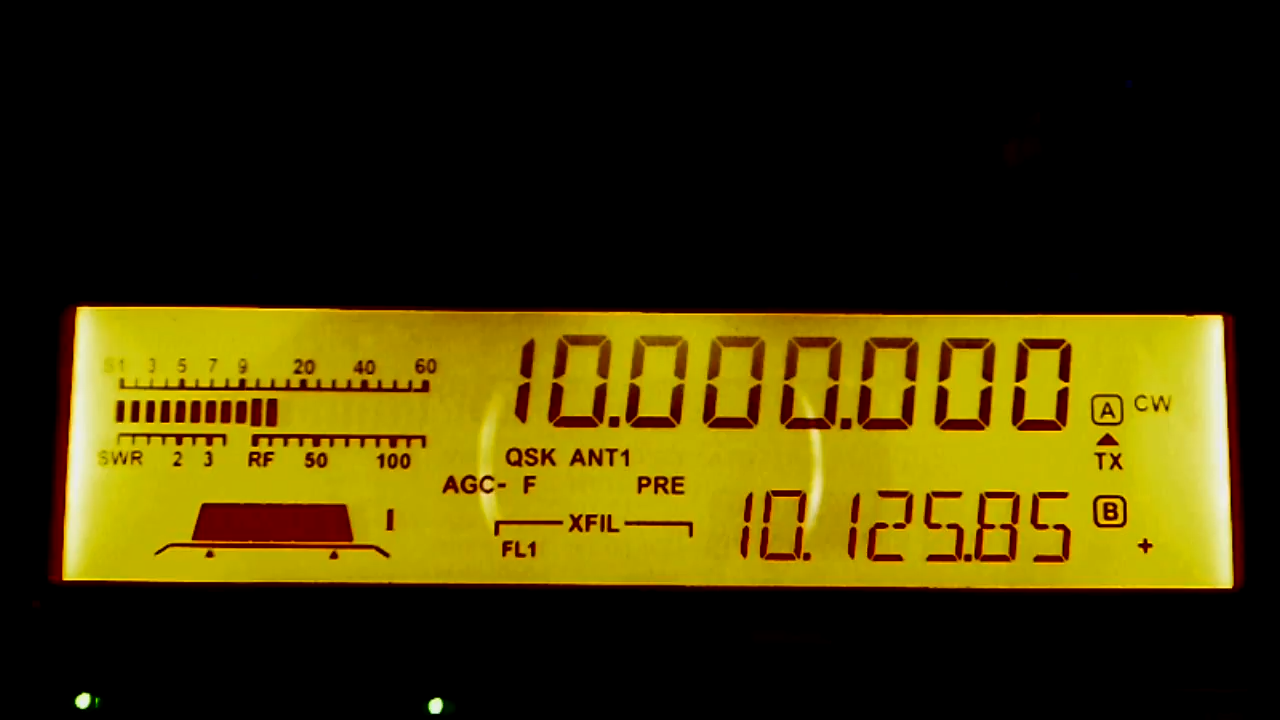 S1 3 5 7 9 20 40 60
10.000.000
A CW
SWR 2 3 RF 50 100
QSK ANT1
TX
AGC- F PRE
XFIL
10.125.85
B
FL1
+